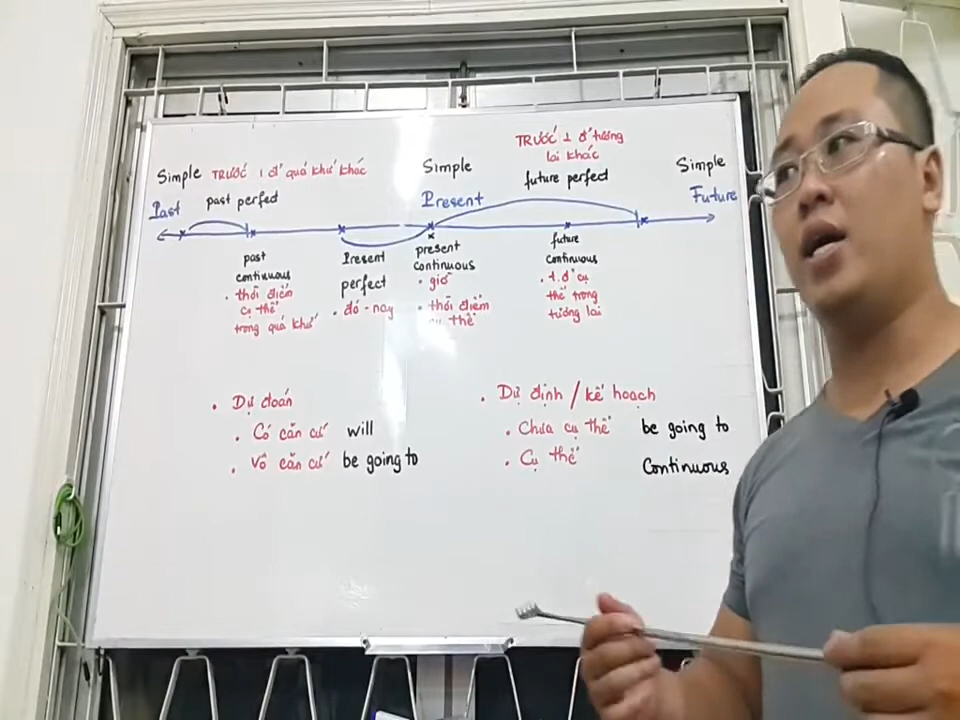 Simple TRƯỚC 1 đ² quá khứ khác
past perfect
Past
Simple
Present
TRƯỚC 1 đ² tương
lai khác
future perfect
Simple
Future
past
continuous
• thời điểm
cụ thể
trong quá khứ
Present
perfect
• đó - nay
present
continuous
• giờ
• thời điểm
thể
future
continuous
• t. đ² cụ
thể trong
tương lai
• Dự đoán
• Có căn cứ will
• Vô căn cứ be going to
• Dự định / kế hoạch
• Chưa cụ thể be going to
• Cụ thể Continuous